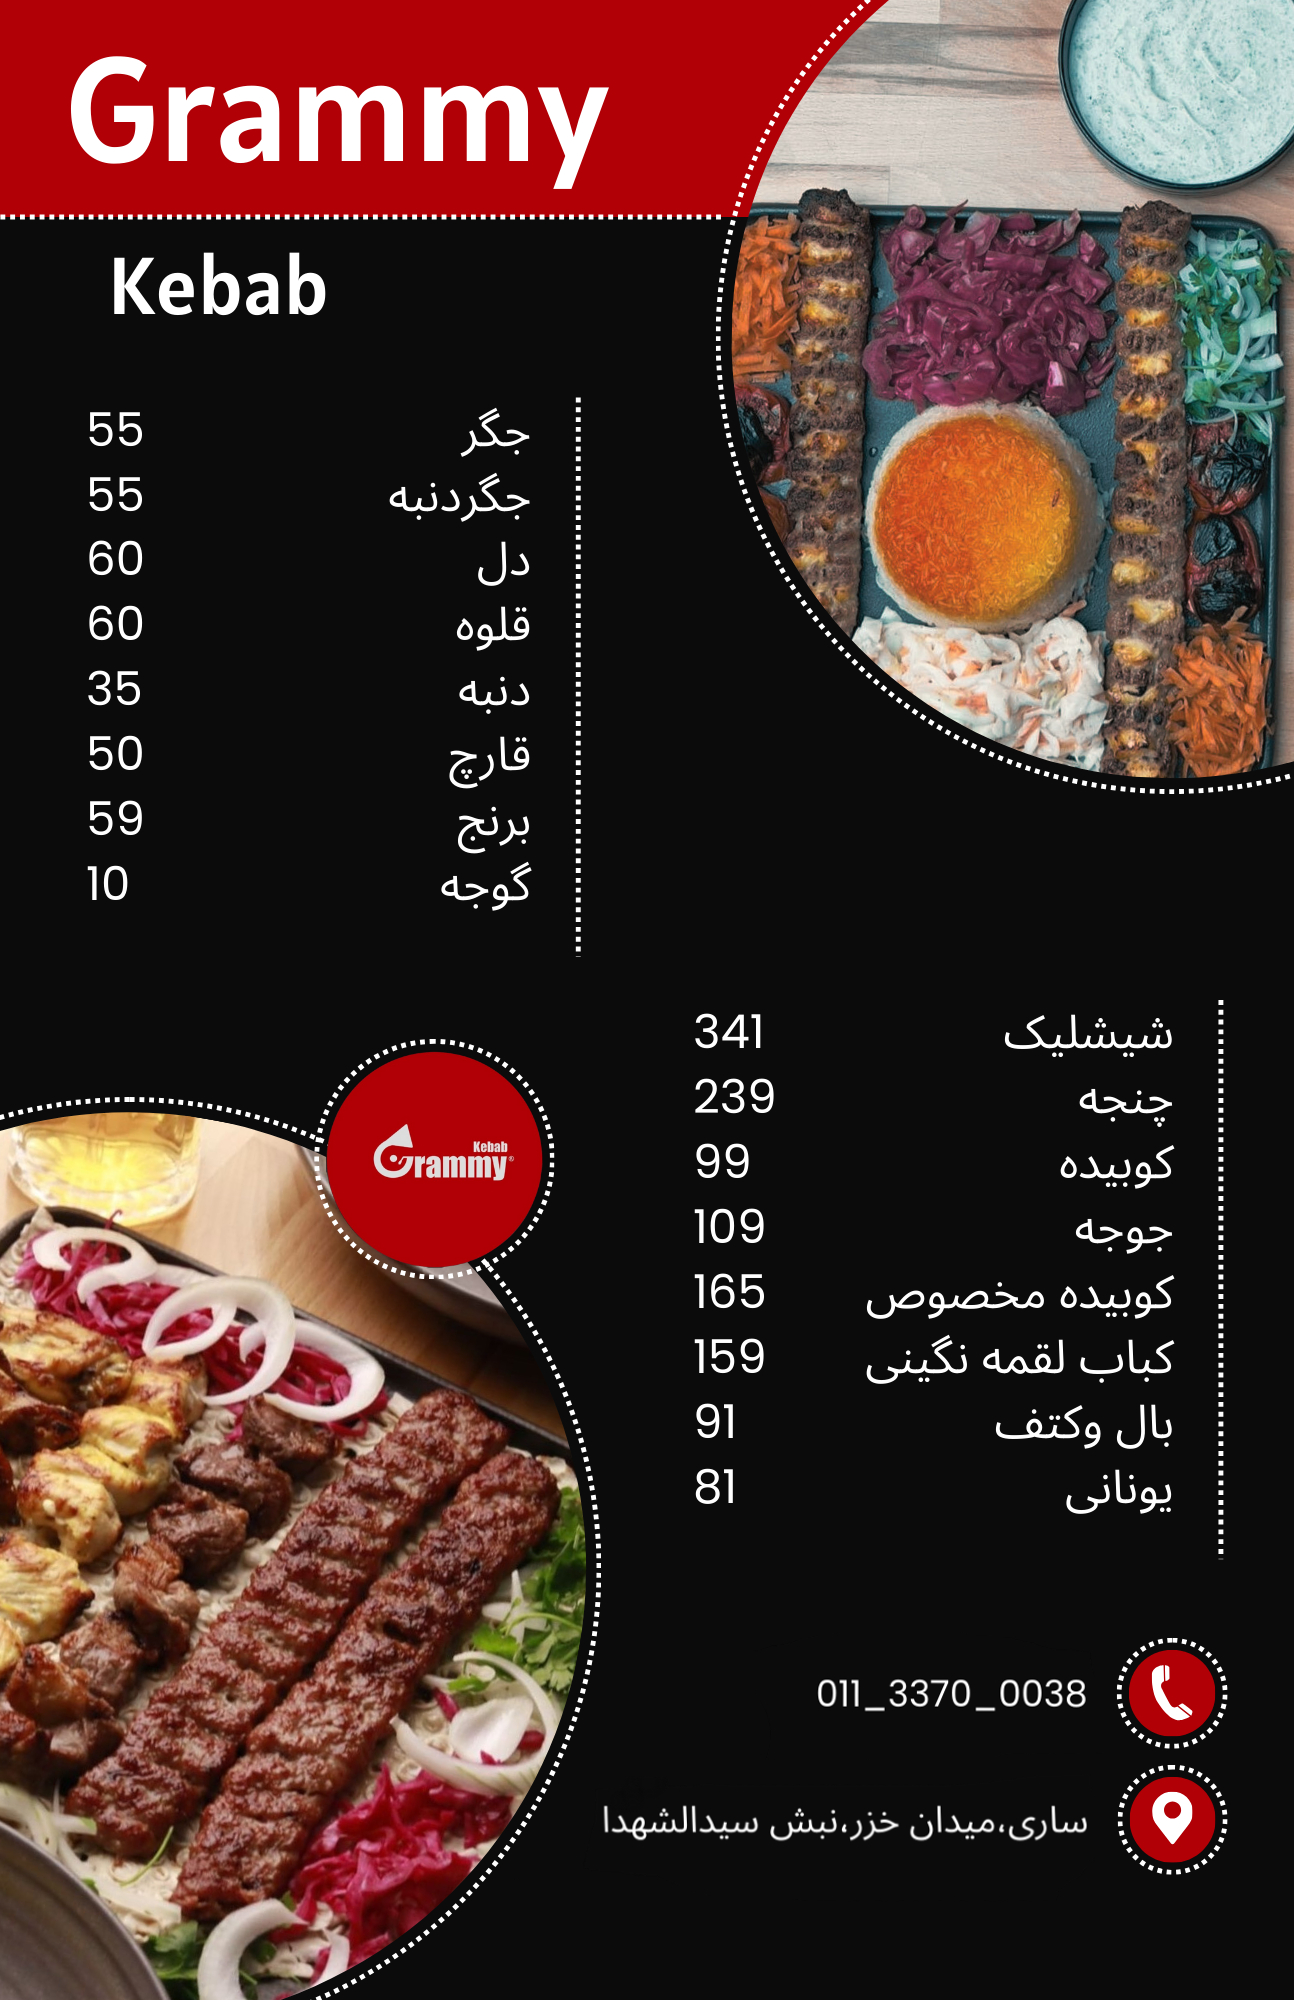 Grammy
Kebab
جگر 55
جگردنبه 55
دل 60
قلوه 60
دنبه 35
قارچ 50
برنج 59
گوجه 10
شیشلیک 341
چنجه 239
کوبیده 99
جوجه 109
کوبیده مخصوص 165
کباب لقمه نگینی 159
بال وکتف 91
یونانی 81
Kebab
Grammy®
011_3370_0038
ساری،میدان خزر،نبش سیدالشهدا